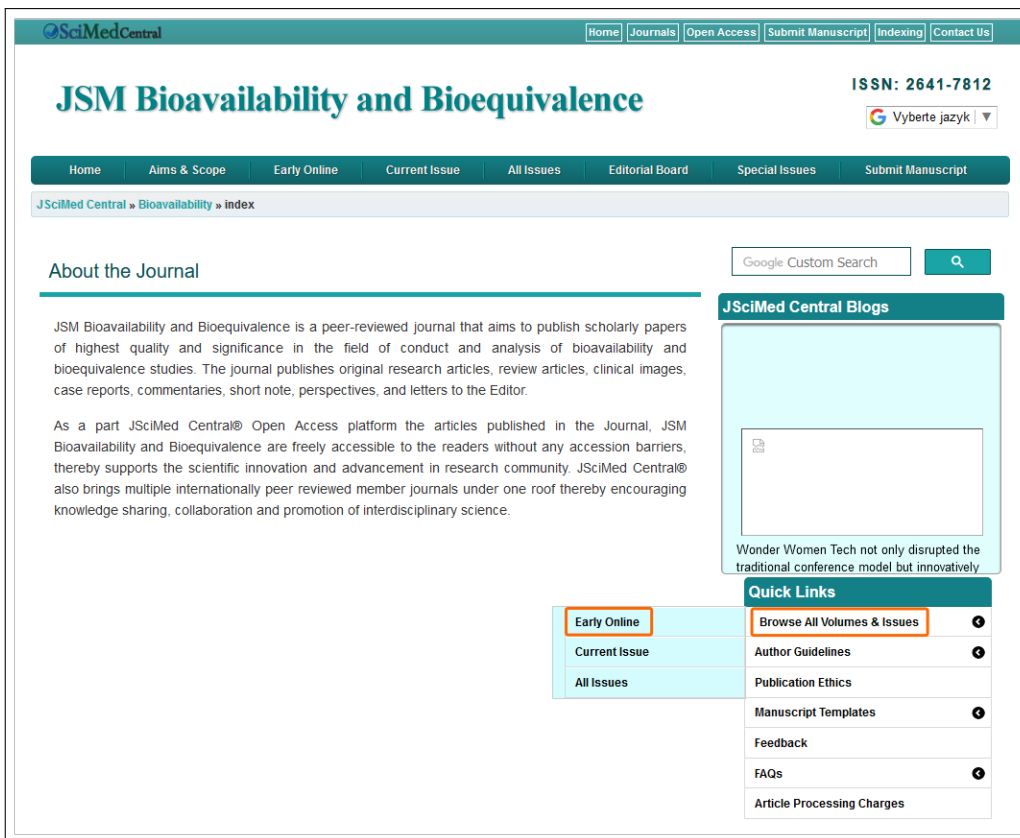 SciMedCentral
Home Journals Open Access Submit Manuscript Indexing Contact Us
JSM Bioavailability and Bioequivalence
ISSN: 2641-7812
G Vyberte jazyk ▼
Home Aims & Scope Early Online Current Issue All Issues Editorial Board Special Issues Submit Manuscript
JSciMed Central » Bioavailability » index
About the Journal
Google Custom Search
JSM Bioavailability and Bioequivalence is a peer-reviewed journal that aims to publish scholarly papers
of highest quality and significance in the field of conduct and analysis of bioavailability and
bioequivalence studies. The journal publishes original research articles, review articles, clinical images,
case reports, commentaries, short note, perspectives, and letters to the Editor.
As a part JSciMed Central® Open Access platform the articles published in the Journal, JSM
Bioavailability and Bioequivalence are freely accessible to the readers without any accession barriers,
thereby supports the scientific innovation and advancement in research community. JSciMed Central®
also brings multiple internationally peer reviewed member journals under one roof thereby encouraging
knowledge sharing, collaboration and promotion of interdisciplinary science.
JSciMed Central Blogs
Wonder Women Tech not only disrupted the
traditional conference model but innovatively
Quick Links
Browse All Volumes & Issues
Early Online
Current Issue
All Issues
Author Guidelines
Publication Ethics
Manuscript Templates
Feedback
FAQs
Article Processing Charges